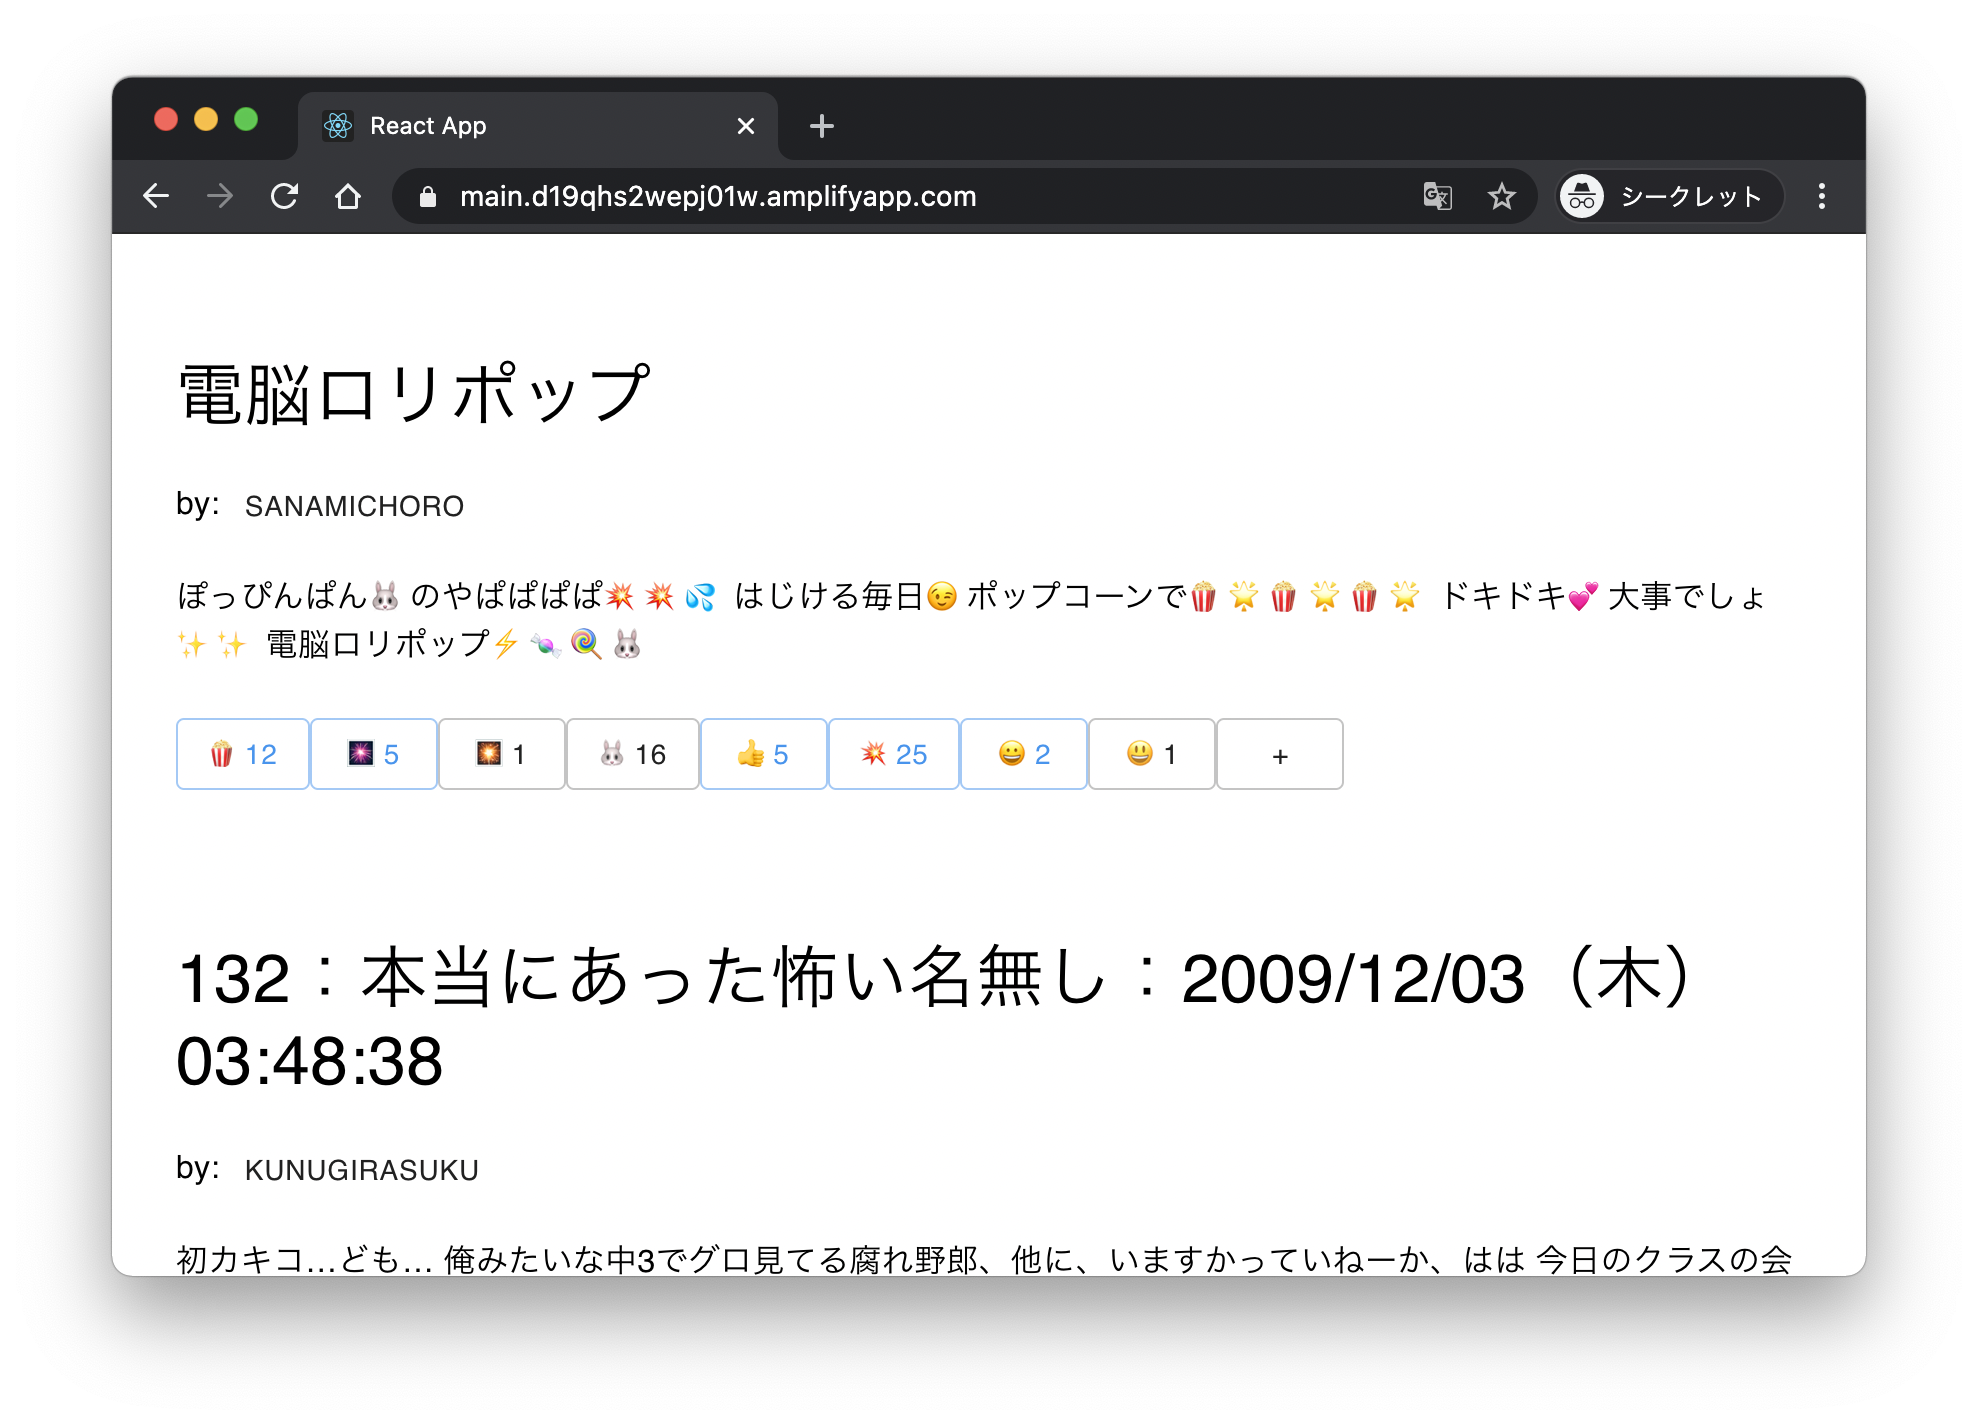 React App
main.d19qhs2wepj01w.amplifyapp.com
シークレット
電脳ロリポップ
by: SANAMICHORO
ぽっぴんぱん🐰 のやぱぱぱぱ💥 💥 💦 はじける毎日😉 ポップコーンで🍿 🌟 🍿 🌟 🍿 🌟 ドキドキ💕 大事でしょ
✨ ✨ 電脳ロリポップ⚡ 🍬 🍭 🐰
🍿 12 🎆 5 🎇 1 🐰 16 👍 5 💥 25 😀 2 😃 1 +
132：本当にあった怖い名無し：2009/12/03（木）
03:48:38
by: KUNUGIRASUKU
初カキコ…ども… 俺みたいな中3でグロ見てる腐れ野郎、他に、いますかっていねーか、はは 今日のクラスの会